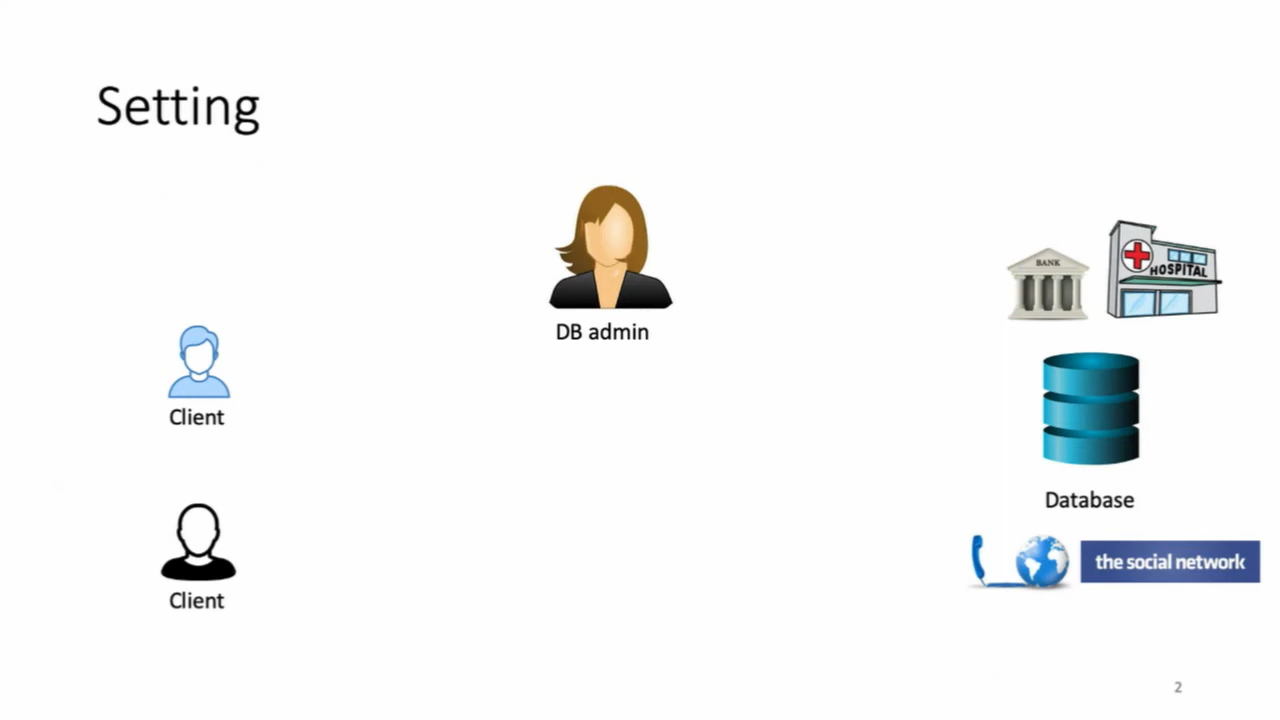 Setting
DB admin
BANK
HOSPITAL
Client
Database
the social network
Client
2